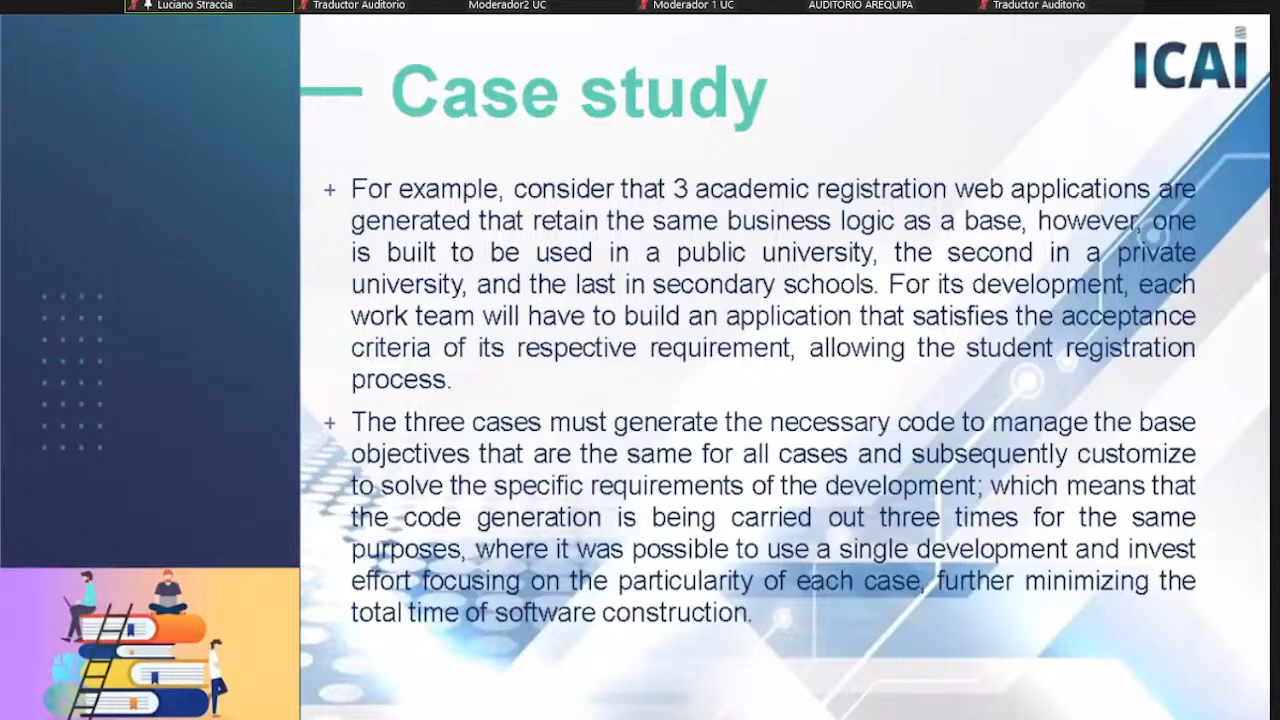 Luciano Straccia
Traductor Auditorio
Moderador2 UC
Moderador 1 UC
AUDITORIO AREQUIPA
Traductor Auditorio
ICAI
Case study
+ For example, consider that 3 academic registration web applications are
generated that retain the same business logic as a base, however, one
is built to be used in a public university, the second in a private
university, and the last in secondary schools. For its development, each
work team will have to build an application that satisfies the acceptance
criteria of its respective requirement, allowing the student registration
process.
+ The three cases must generate the necessary code to manage the base
objectives that are the same for all cases and subsequently customize
to solve the specific requirements of the development; which means that
the code generation is being carried out three times for the same
purposes, where it was possible to use a single development and invest
effort focusing on the particularity of each case, further minimizing the
total time of software construction.